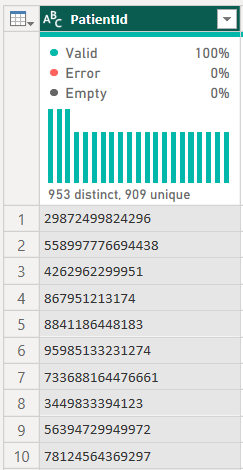 ABC PatientId
Valid 100%
Error 0%
Empty 0%
953 distinct, 909 unique
1 29872499824296
2 558997776694438
3 4262962299951
4 867951213174
5 8841186448183
6 95985133231274
7 733688164476661
8 3449833394123
9 56394729949972
10 78124564369297